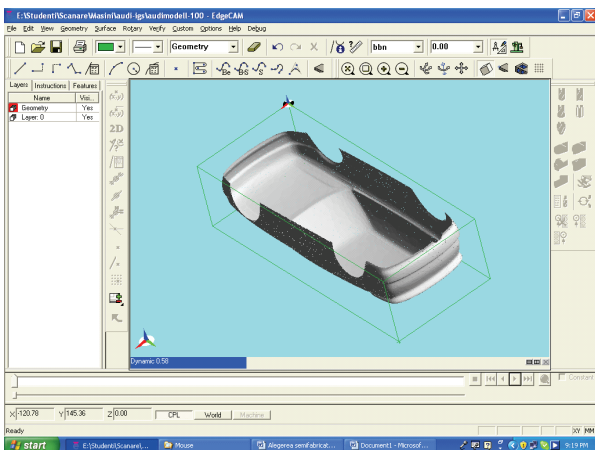 E:\Studenti\Scanare\Masini\audi-igs\audimodell-100 - EdgeCAM
File Edit View Geometry Surface Rotary Verify Custom Options Help Debug
Geometry bbn 0.00
Layers Instructions Features
Name Visi...
Geometry Yes
Layer: 0 Yes
(x,y)
(x,y)
2D
Dynamic 0.58
Constant
X -120.78 Y 145.36 Z 0.00 CPL World Machine
Ready XY MM
start E:\Studenti\Scanare\... Mouse Alegerea semifabricat... Document1 - Microsof... 9:19 PM